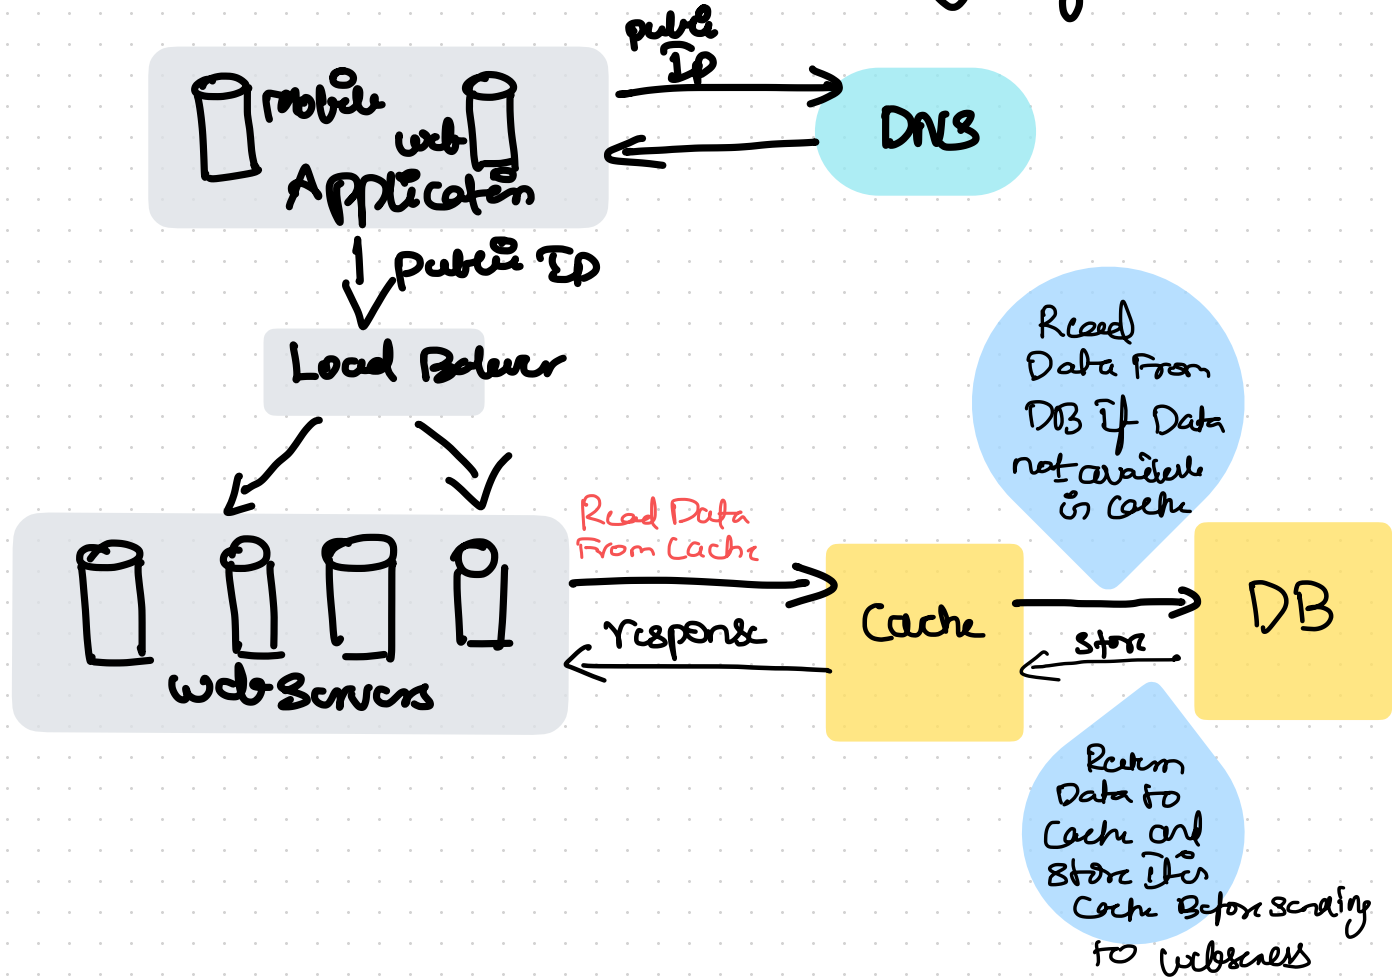 public
IP
Mobile
web
Application
DNS
public IP
Load Balancer
Read
Data From
DB If Data
not available
in cache
Read Data
From Cache
response
Cache
store
DB
Web Servers
Return
Data to
Cache and
store It in
Cache Before sending
to webservers